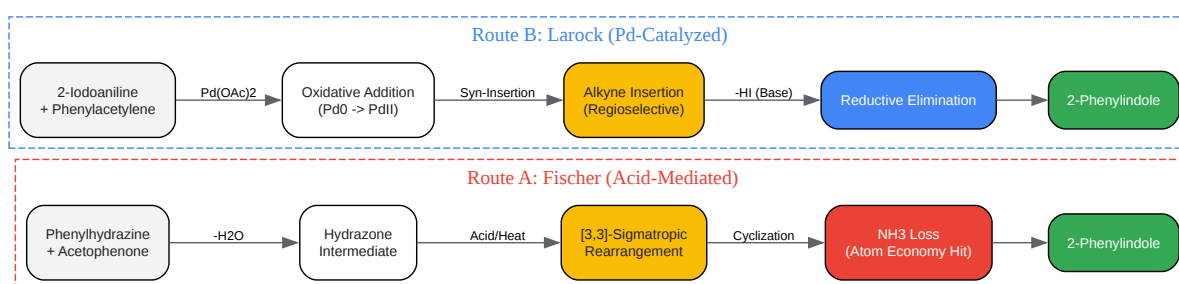 Route B: Larock (Pd-Catalyzed)
2-Iodoaniline
+ Phenylacetylene
Pd(OAc)2
Oxidative Addition
(Pd0 -> PdII)
Syn-Insertion
Alkyne Insertion
(Regioselective)
-HI (Base)
Reductive Elimination
2-Phenylindole
Route A: Fischer (Acid-Mediated)
Phenylhydrazine
+ Acetophenone
-H2O
Hydrazone
Intermediate
Acid/Heat
[3,3]-Sigmatropic
Rearrangement
Cyclization
NH3 Loss
(Atom Economy Hit)
2-Phenylindole